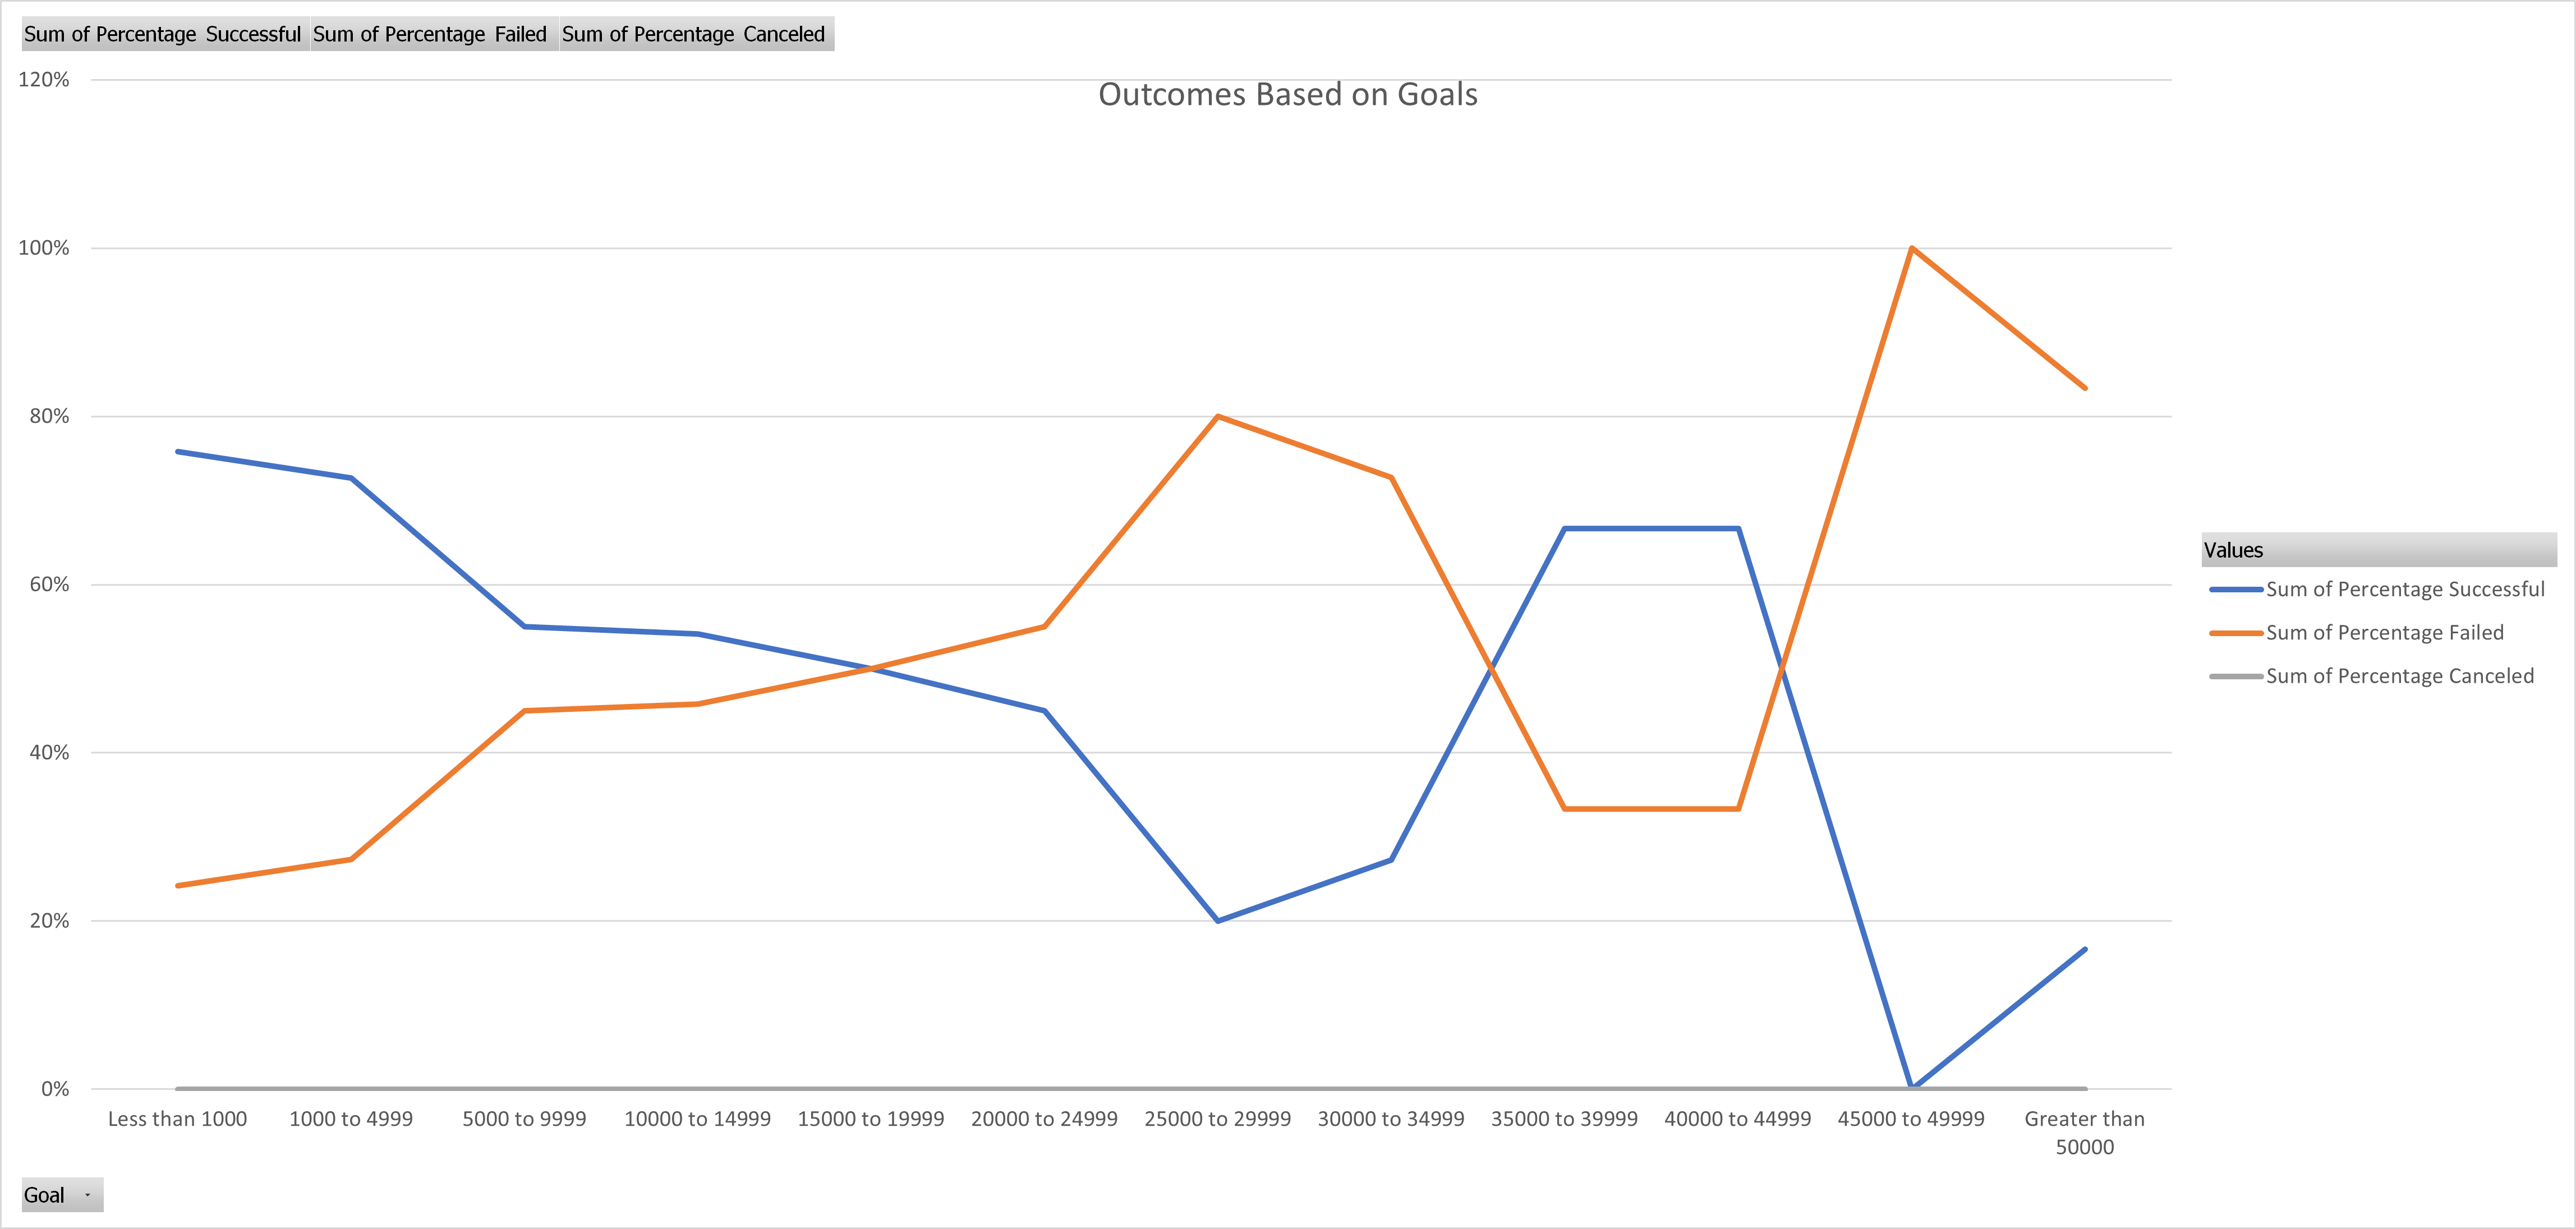 Sum of Percentage Successful Sum of Percentage Failed Sum of Percentage Canceled
Outcomes Based on Goals
120%
100%
80%
60%
40%
20%
0%
Less than 1000
1000 to 4999
5000 to 9999
10000 to 14999
15000 to 19999
20000 to 24999
25000 to 29999
30000 to 34999
35000 to 39999
40000 to 44999
45000 to 49999
Greater than
50000
Values
Sum of Percentage Successful
Sum of Percentage Failed
Sum of Percentage Canceled
Goal